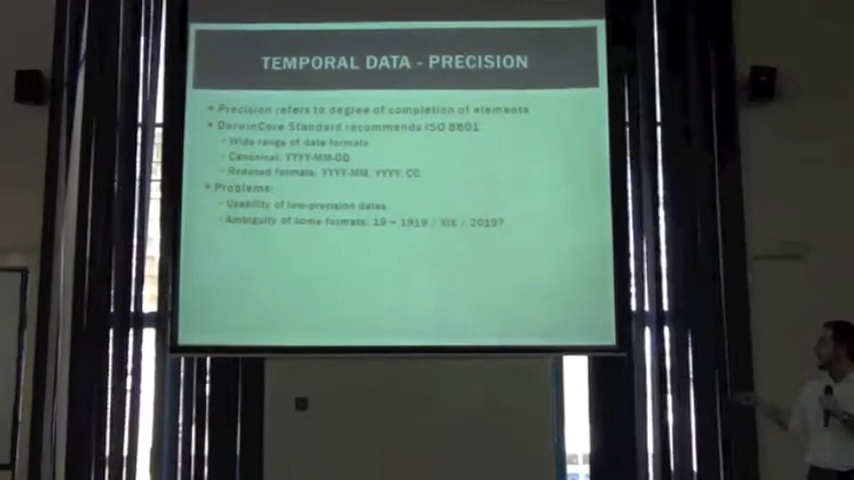 TEMPORAL DATA - PRECISION
Precision refers to degree of completion of elements
DarwinCore Standard recommends ISO 8601
Wide range of date formats
Canonical: YYYY-MM-DD
Reduced formats: YYYY-MM, YYYY, CC
Problems:
Usability of low-precision dates
Ambiguity of some formats: 19 – 1919 / XIX / 2019?